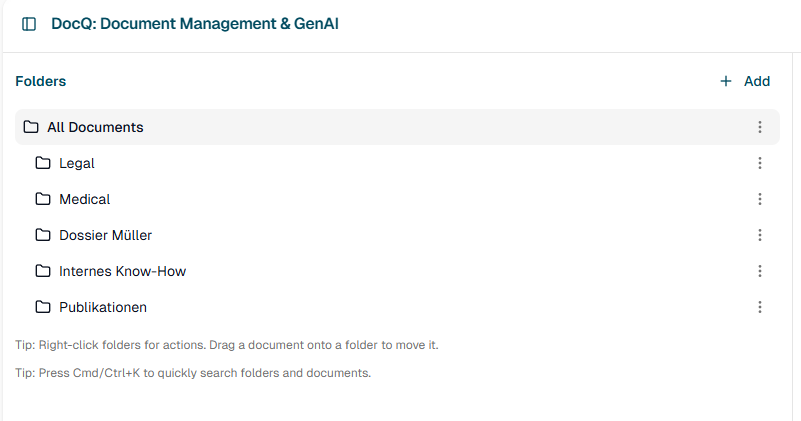 DocQ: Document Management & GenAI
Folders
Add
All Documents
Legal
Medical
Dossier Müller
Internes Know-How
Publikationen
Tip: Right-click folders for actions. Drag a document onto a folder to move it.
Tip: Press Cmd/Ctrl+K to quickly search folders and documents.